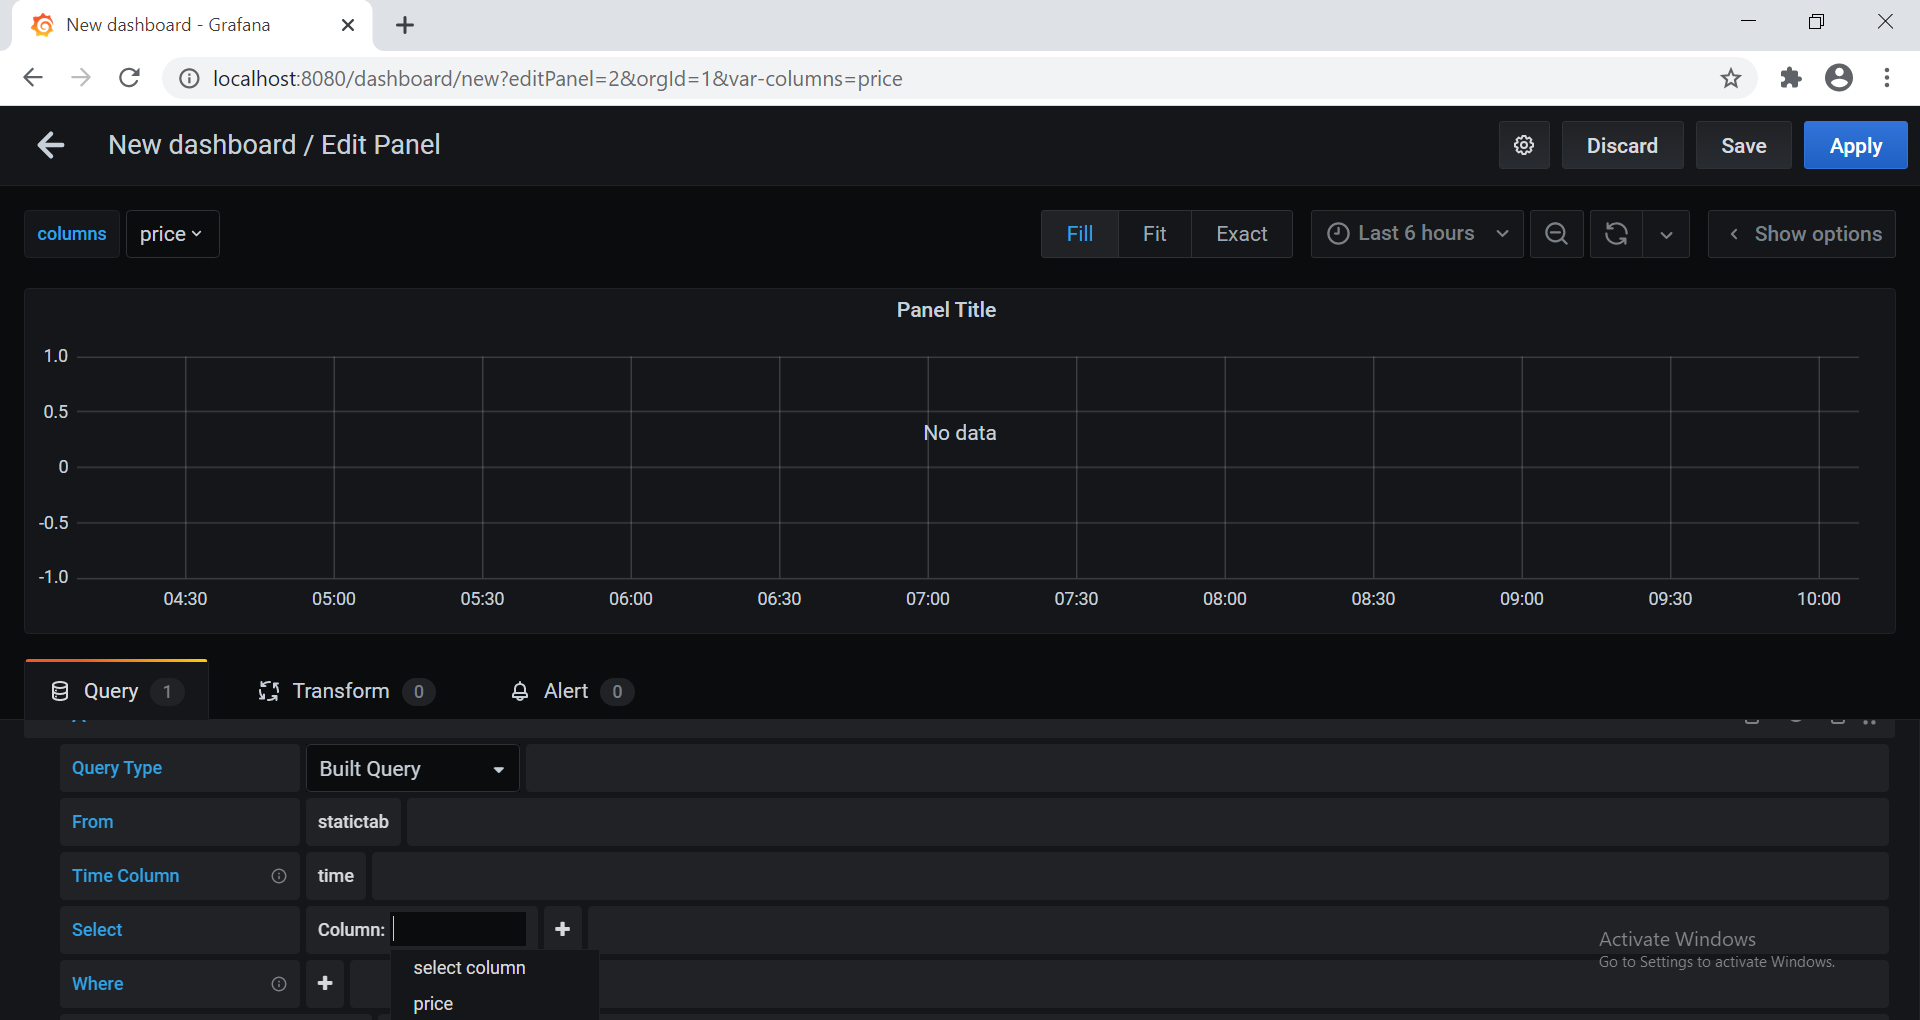 New dashboard - Grafana
localhost:8080/dashboard/new?editPanel=2&orgId=1&var-columns=price
New dashboard / Edit Panel
Discard
Save
Apply
columns
price
Fill
Fit
Exact
Last 6 hours
Show options
Panel Title
1.0
0.5
No data
0
-0.5
-1.0
04:30
05:00
05:30
06:00
06:30
07:00
07:30
08:00
08:30
09:00
09:30
10:00
Query 1
Transform 0
Alert 0
Query Type
Built Query
From
statictab
Time Column
time
Select
Column:
select column
price
Where
Activate Windows
Go to Settings to activate Windows.